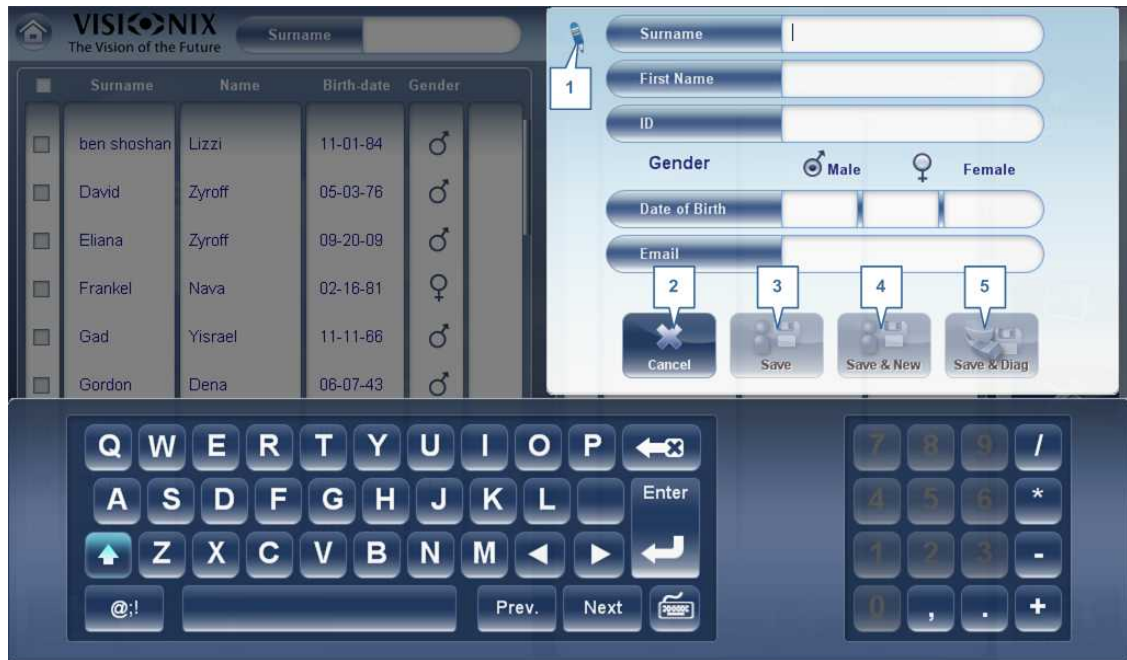 VISIONIX
The Vision of the Future
Surname
Surname Name Birth-date Gender
ben shoshan Lizzi 11-01-84
David Zyroff 05-03-76
Eliana Zyroff 09-20-09
Frankel Nava 02-16-81
Gad Yisrael 11-11-66
Gordon Dena 06-07-43
1
Surname
First Name
ID
Gender Male Female
Date of Birth
Email
2 3 4 5
Cancel Save Save & New Save & Diag
Q W E R T Y U I O P
A S D F G H J K L Enter
Z X C V B N M
@;! Prev. Next
7 8 9 /
4 5 6 *
1 2 3 -
0 , . +